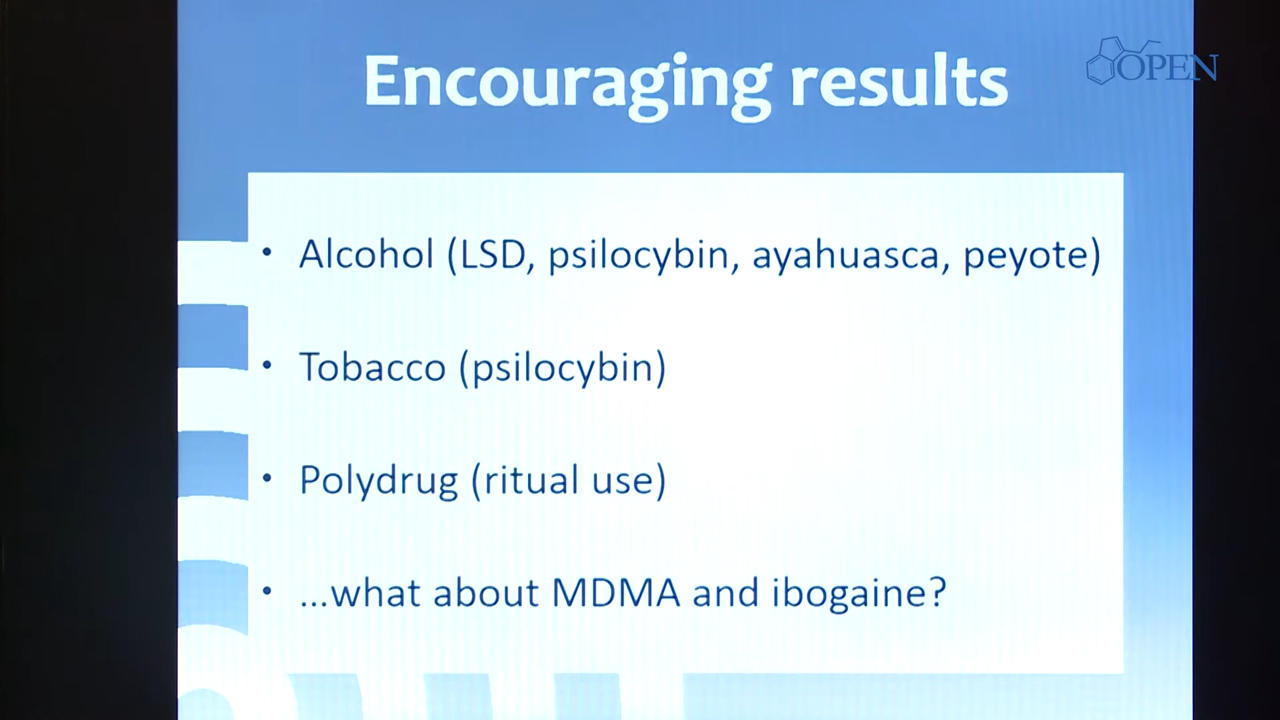 Encouraging results
OPEN
• Alcohol (LSD, psilocybin, ayahuasca, peyote)
• Tobacco (psilocybin)
• Polydrug (ritual use)
• ...what about MDMA and ibogaine?